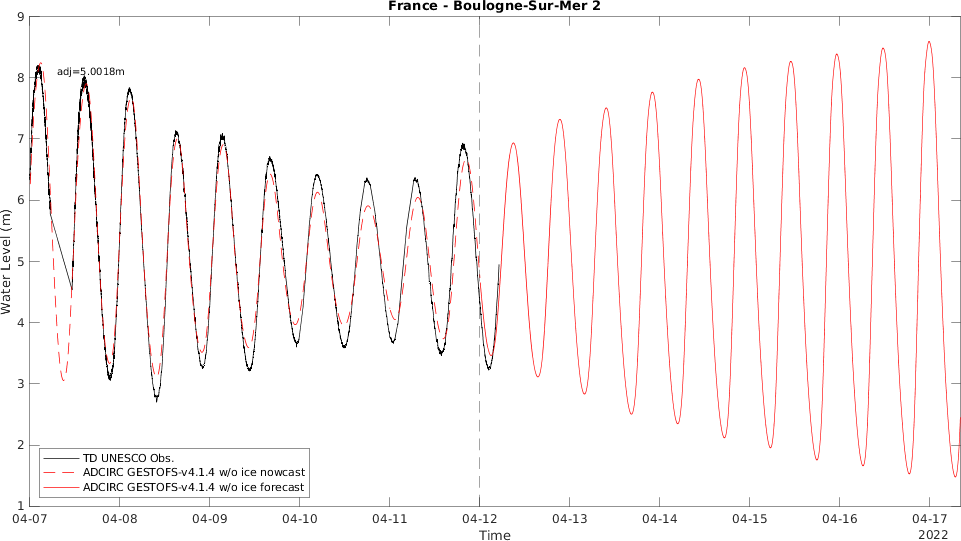 France - Boulogne-Sur-Mer 2
adj=5.0018m
9
8
7
6
5
4
3
2
1
Water Level (m)
TD UNESCO Obs.
ADCIRC GESTOFS-v4.1.4 w/o ice nowcast
ADCIRC GESTOFS-v4.1.4 w/o ice forecast
04-07 04-08 04-09 04-10 04-11 04-12 04-13 04-14 04-15 04-16 04-17
Time
2022